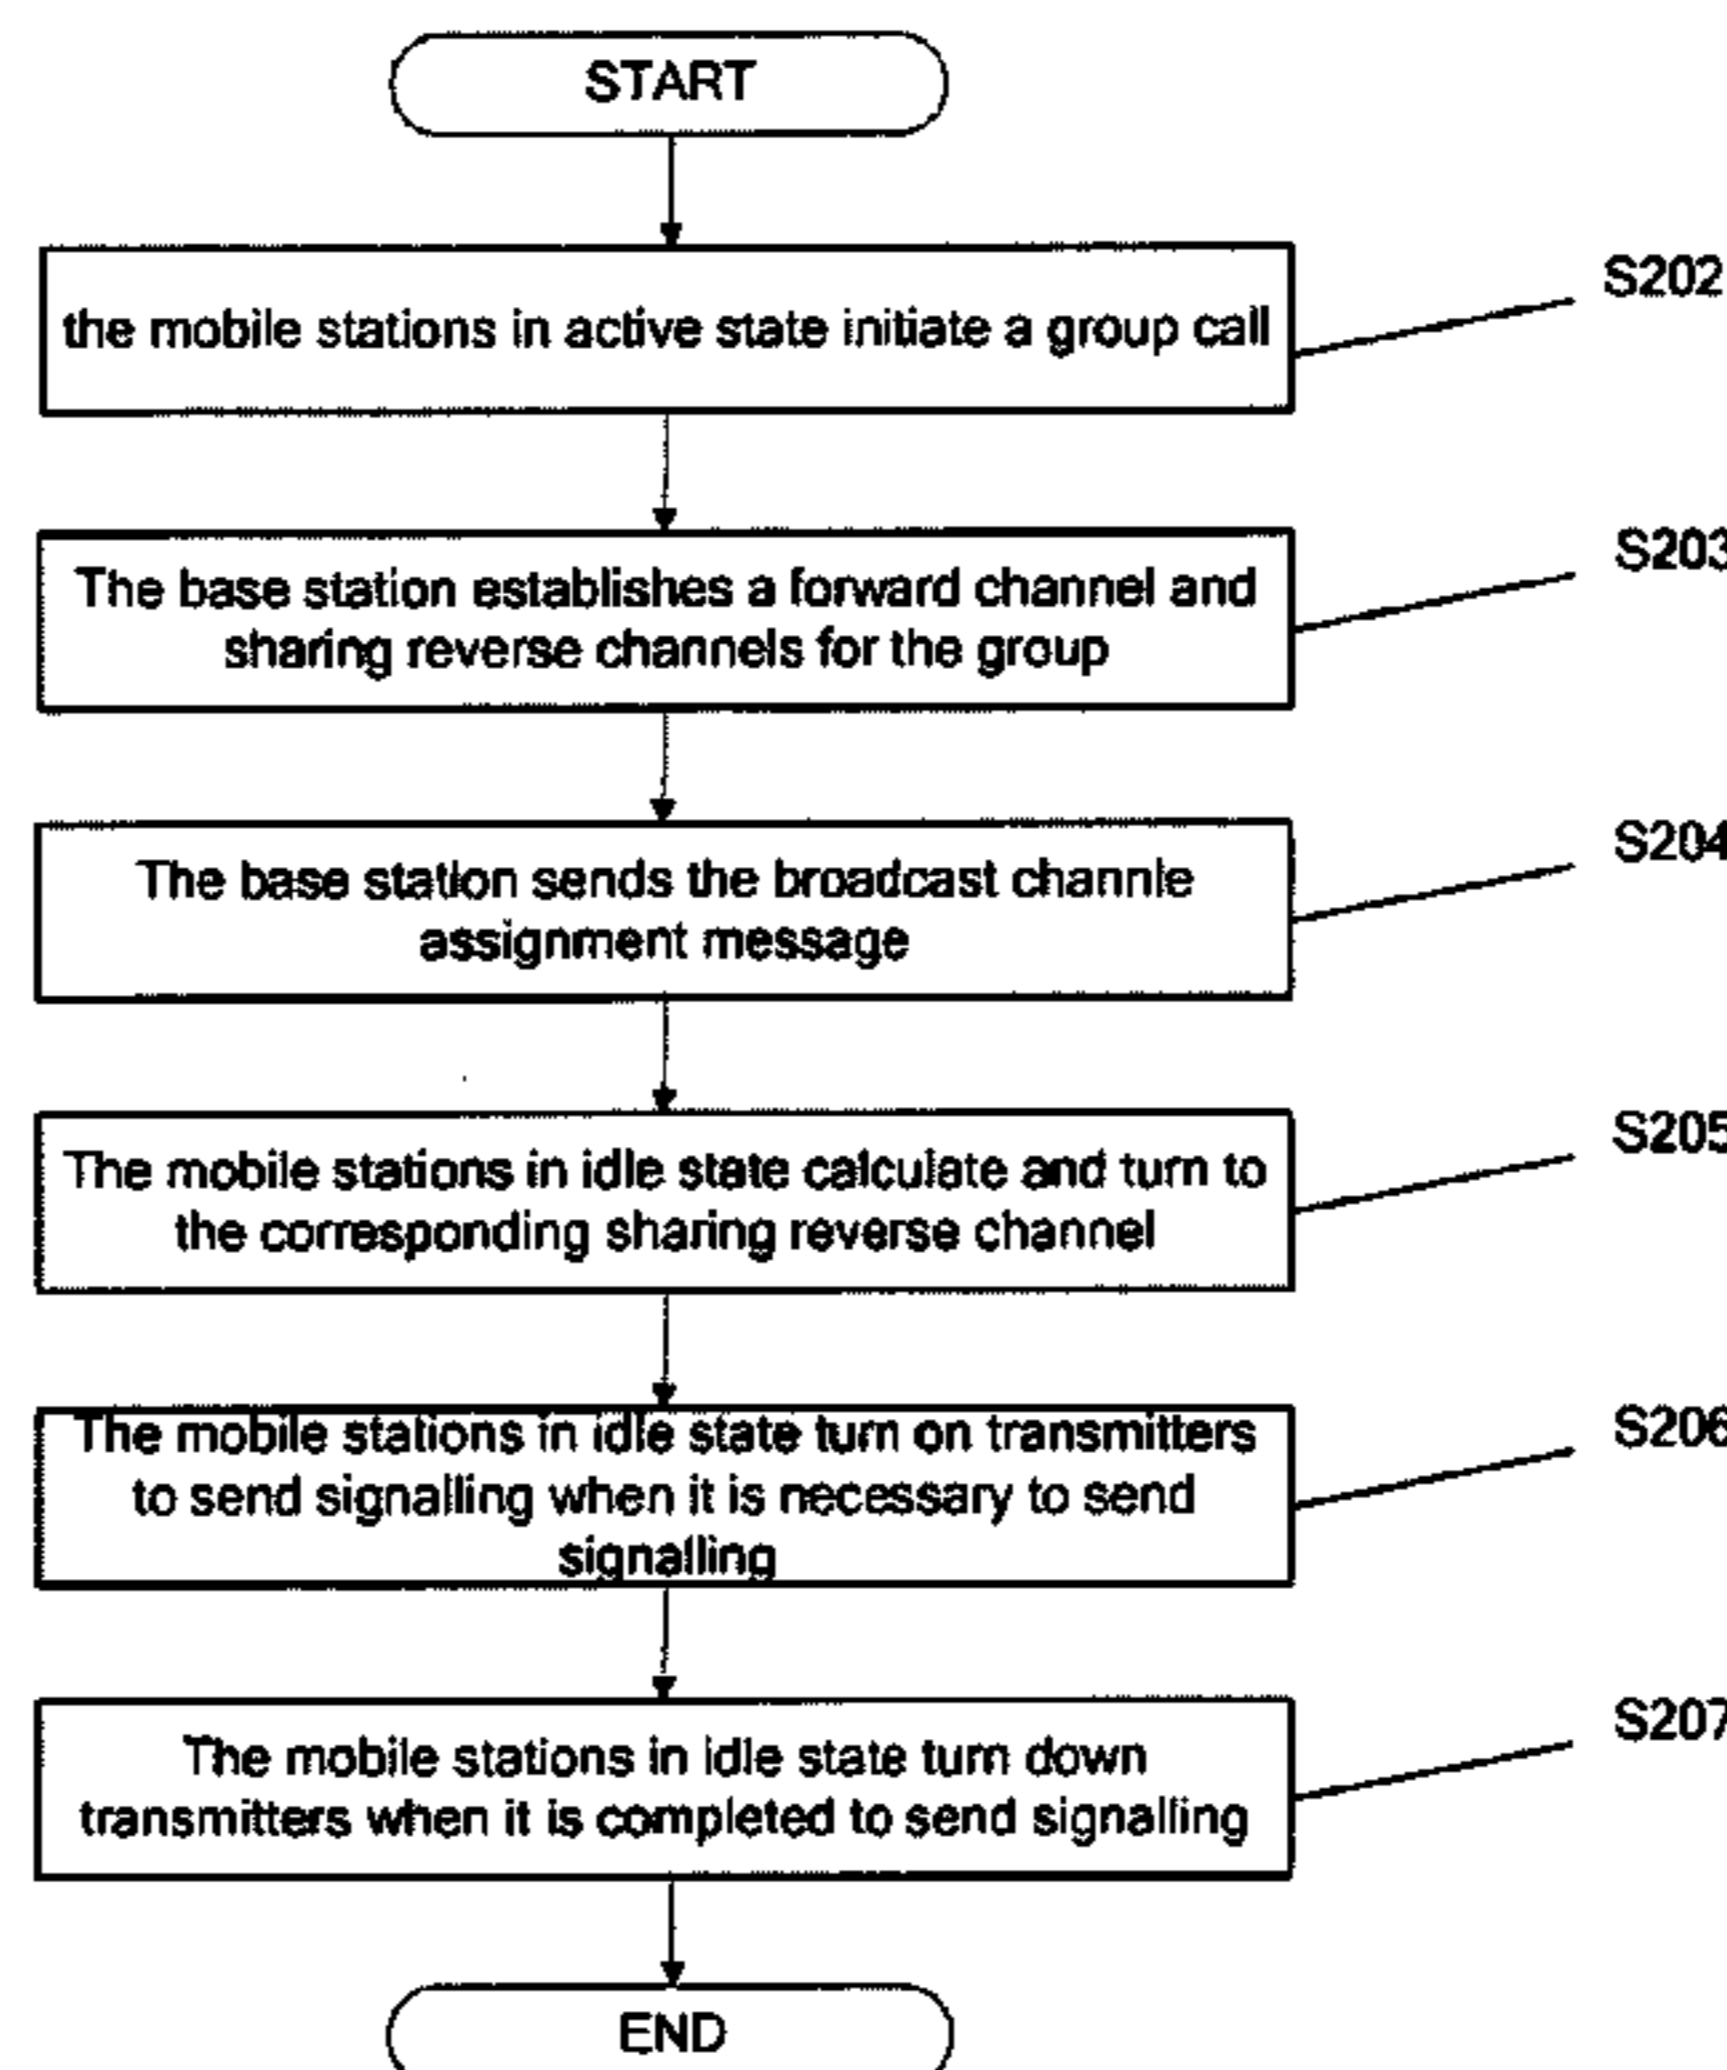 START
the mobile stations in active state initiate a group call
S202
The base station establishes a forward channel and
sharing reverse channels for the group
S203
The base station sends the broadcast channle
assignment message
S204
The mobile stations in idle state calculate and turn to
the corresponding sharing reverse channel
S205
The mobile stations in idle state turn on transmitters
to send signalling when it is necessary to send
signalling
S206
The mobile stations in idle state turn down
transmitters when it is completed to send signalling
S207
END